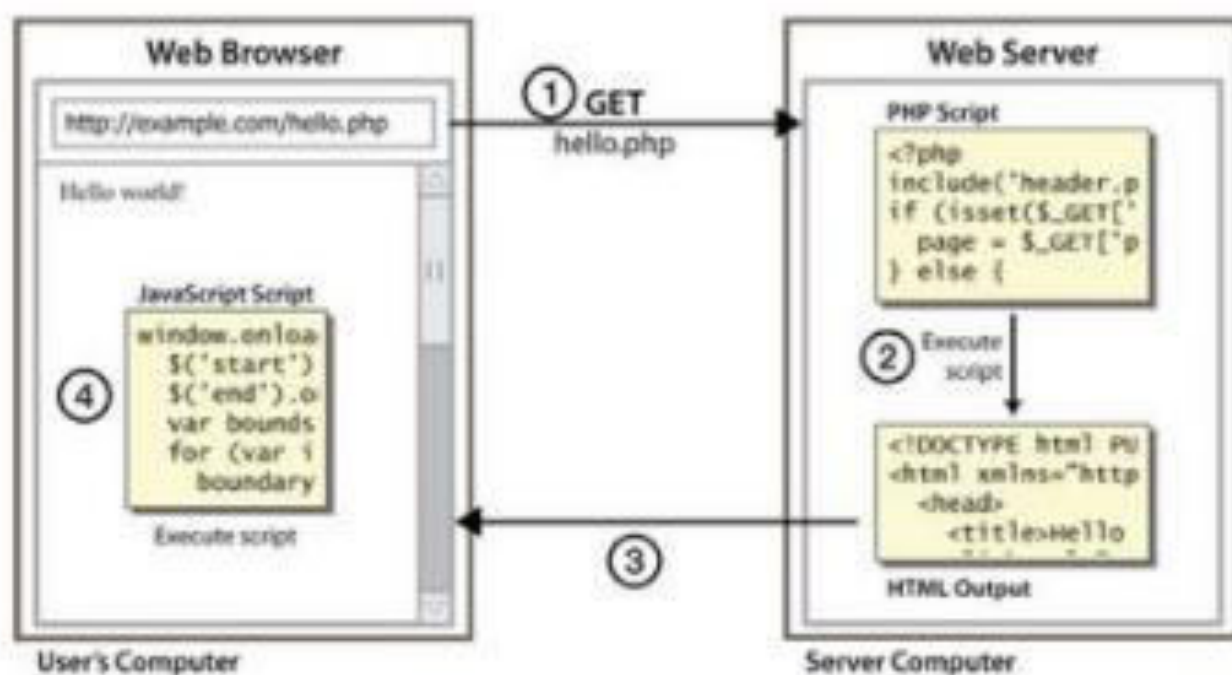 Web Browser
http://example.com/hello.php
Hello world!
JavaScript Script
window.onloa
$('start')
$('end').o
var bounds
for (var i
boundary
4
Execute script
User's Computer
1 GET
hello.php
3
Web Server
PHP Script
<?php
include("header.p
if (isset($_GET["
page = $_GET["p
} else {
2 Execute
script
<!DOCTYPE html PU
<html xmlns="http
<head>
<title>Hello
HTML Output
Server Computer